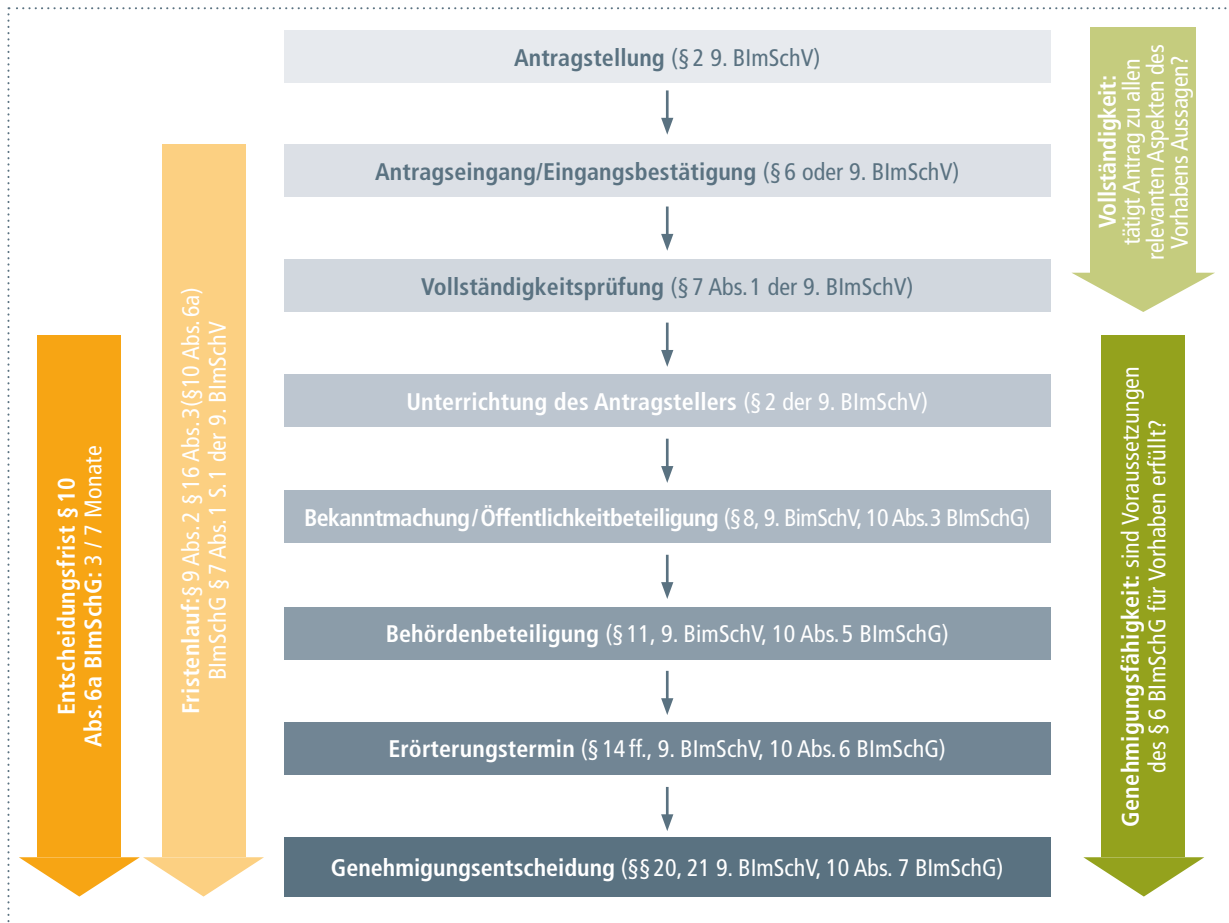 Antragstellung (§ 2 9. BImSchV)
Antragseingang/Eingangsbestätigung (§ 6 oder 9. BImSchV)
Vollständigkeitsprüfung (§ 7 Abs. 1 der 9. BImSchV)
Unterrichtung des Antragstellers (§ 2 der 9. BImSchV)
Bekanntmachung/Öffentlichkeitbeteiligung (§ 8, 9. BimSchV, 10 Abs. 3 BImSchG)
Behördenbeteiligung (§ 11, 9. BimSchV, 10 Abs. 5 BImSchG)
Erörterungstermin (§ 14 ff., 9. BImSchV, 10 Abs. 6 BImSchG)
Genehmigungsentscheidung (§§ 20, 21 9. BImSchV, 10 Abs. 7 BImSchG)
Entscheidungsfrist § 10
Abs. 6a BImSchG: 3 / 7 Monate
Fristenlauf: § 9 Abs. 2 § 16 Abs. 3 (§ 10 Abs. 6a)
BImSchG § 7 Abs. 1 S. 1 der 9. BImSchV
Vollständigkeit:
tätigt Antrag zu allen
relevanten Aspekten des
Vorhabens Aussagen?
Genehmigungsfähigkeit: sind Voraussetzungen
des § 6 BImSchG für Vorhaben erfüllt?